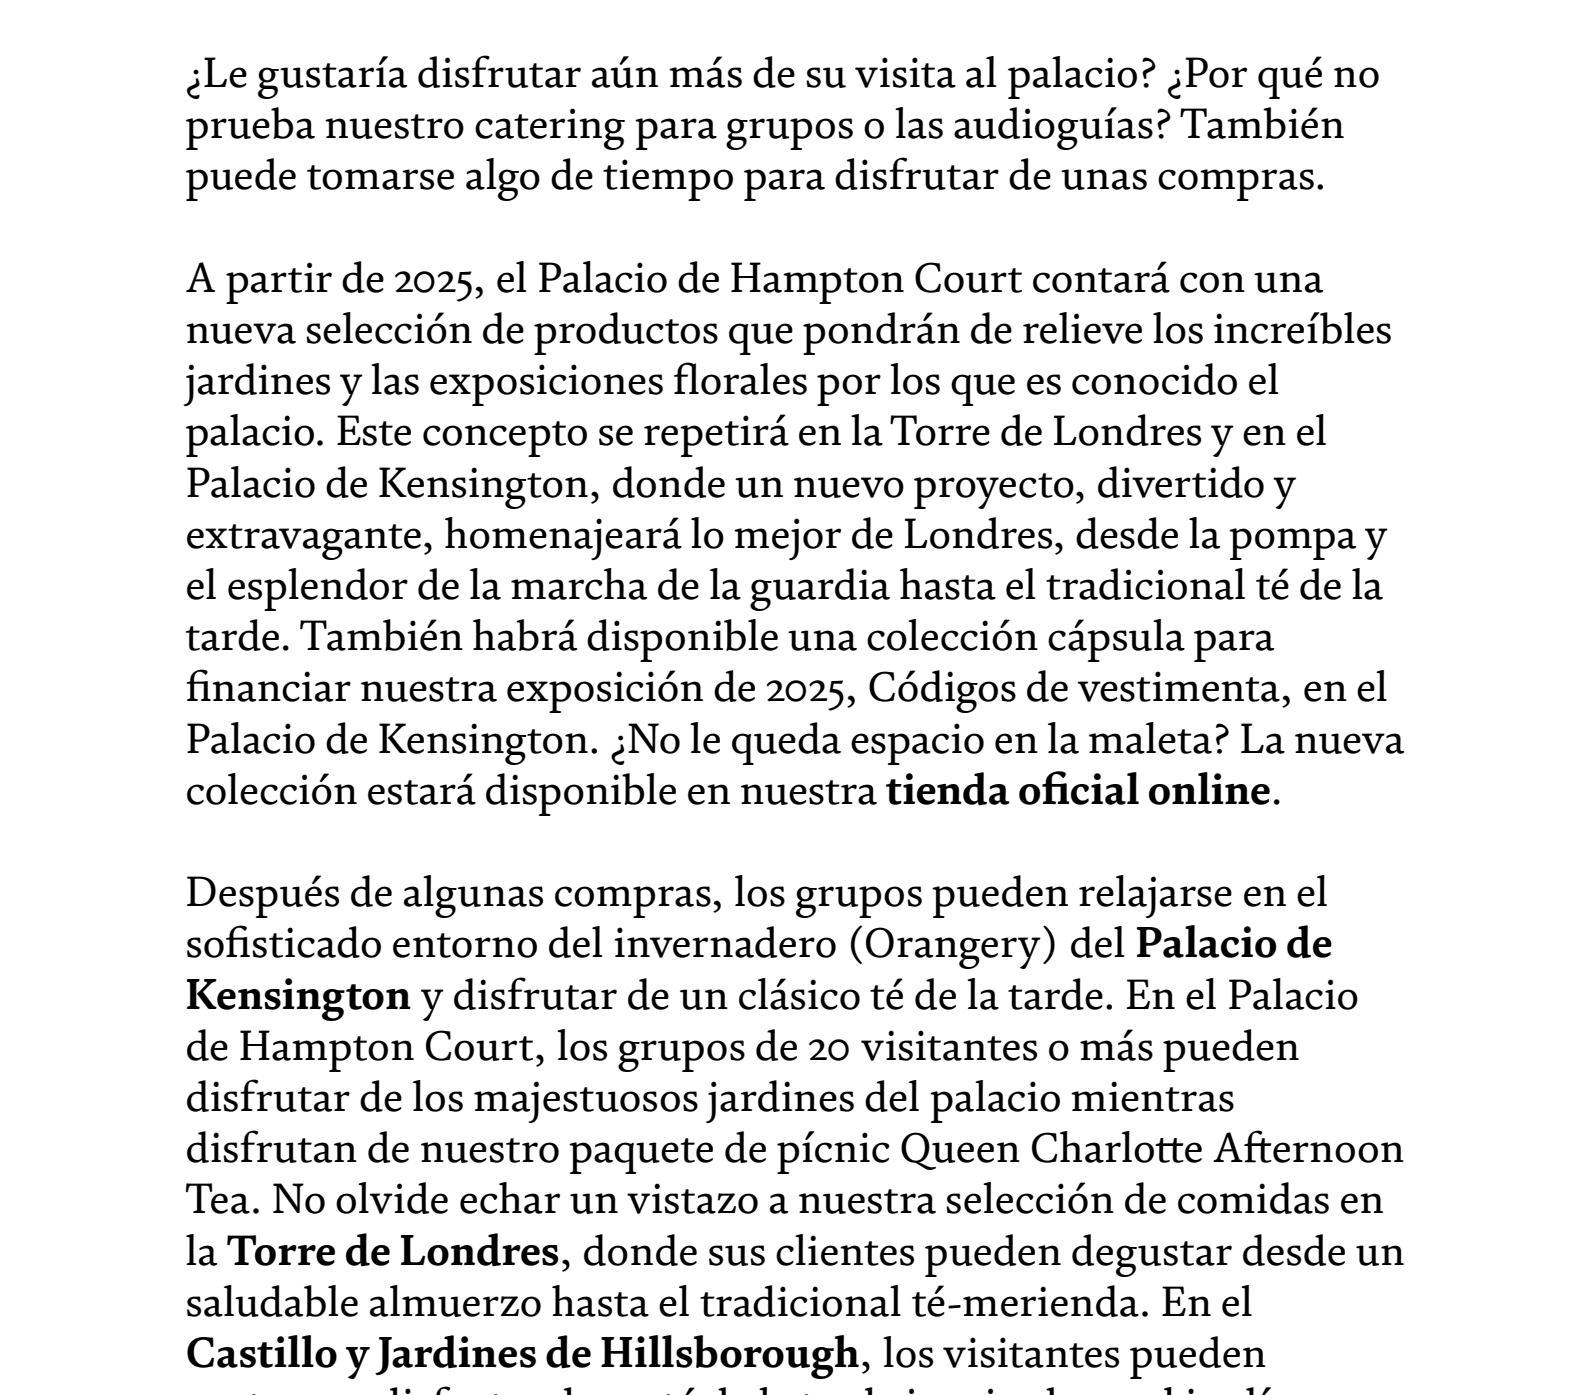 ¿Le gustaría disfrutar aún más de su visita al palacio? ¿Por qué no
prueba nuestro catering para grupos o las audioguías? También
puede tomarse algo de tiempo para disfrutar de unas compras.
A partir de 2025, el Palacio de Hampton Court contará con una
nueva selección de productos que pondrán de relieve los increíbles
jardines y las exposiciones florales por los que es conocido el
palacio. Este concepto se repetirá en la Torre de Londres y en el
Palacio de Kensington, donde un nuevo proyecto, divertido y
extravagante, homenajeará lo mejor de Londres, desde la pompa y
el esplendor de la marcha de la guardia hasta el tradicional té de la
tarde. También habrá disponible una colección cápsula para
financiar nuestra exposición de 2025, Códigos de vestimenta, en el
Palacio de Kensington. ¿No le queda espacio en la maleta? La nueva
colección estará disponible en nuestra tienda oficial online.
Después de algunas compras, los grupos pueden relajarse en el
sofisticado entorno del invernadero (Orangery) del Palacio de
Kensington y disfrutar de un clásico té de la tarde. En el Palacio
de Hampton Court, los grupos de 20 visitantes o más pueden
disfrutar de los majestuosos jardines del palacio mientras
disfrutan de nuestro paquete de pícnic Queen Charlotte Afternoon
Tea. No olvide echar un vistazo a nuestra selección de comidas en
la Torre de Londres, donde sus clientes pueden degustar desde un
saludable almuerzo hasta el tradicional té-merienda. En el
Castillo y Jardines de Hillsborough, los visitantes pueden